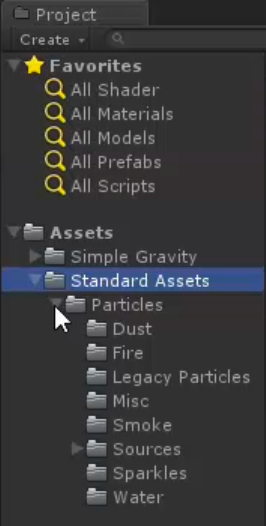 Project
Create
Favorites
All Shader
All Materials
All Models
All Prefabs
All Scripts
Assets
Simple Gravity
Standard Assets
Particles
Dust
Fire
Legacy Particles
Misc
Smoke
Sources
Sparkles
Water